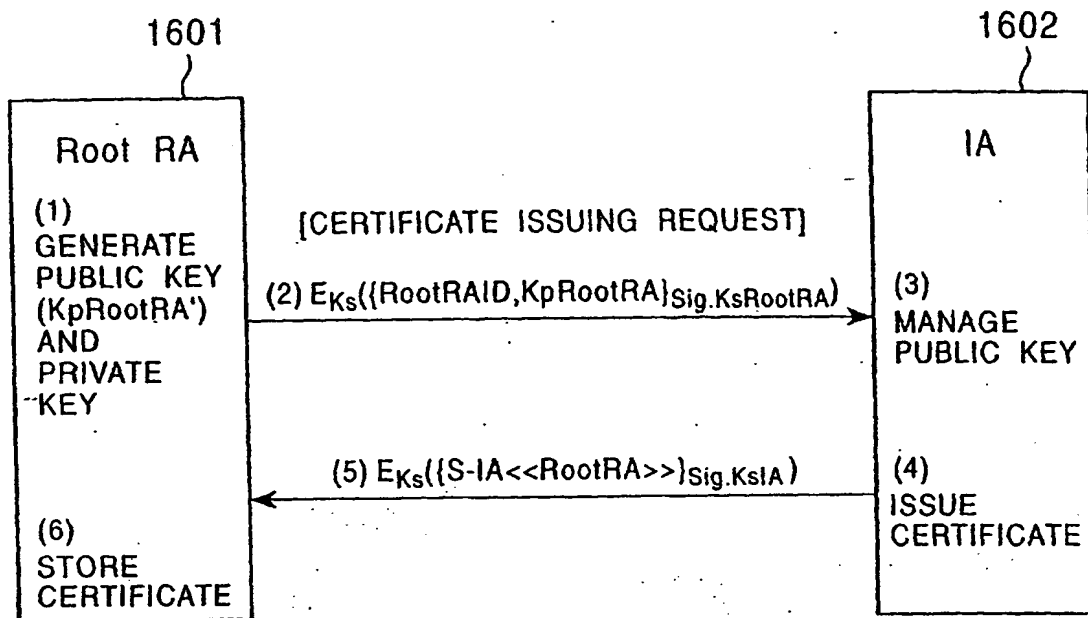 1601
1602
Root RA
IA
(1)
GENERATE
PUBLIC KEY
(KpRootRA')
AND
PRIVATE
KEY
[CERTIFICATE ISSUING REQUEST]
(2) EKs({RootRAID,KpRootRA}Sig.KsRootRA)
(3)
MANAGE
PUBLIC KEY
(5) EKs({S-IA<<RootRA>>}Sig.KsIA)
(4)
ISSUE
CERTIFICATE
(6)
STORE
CERTIFICATE